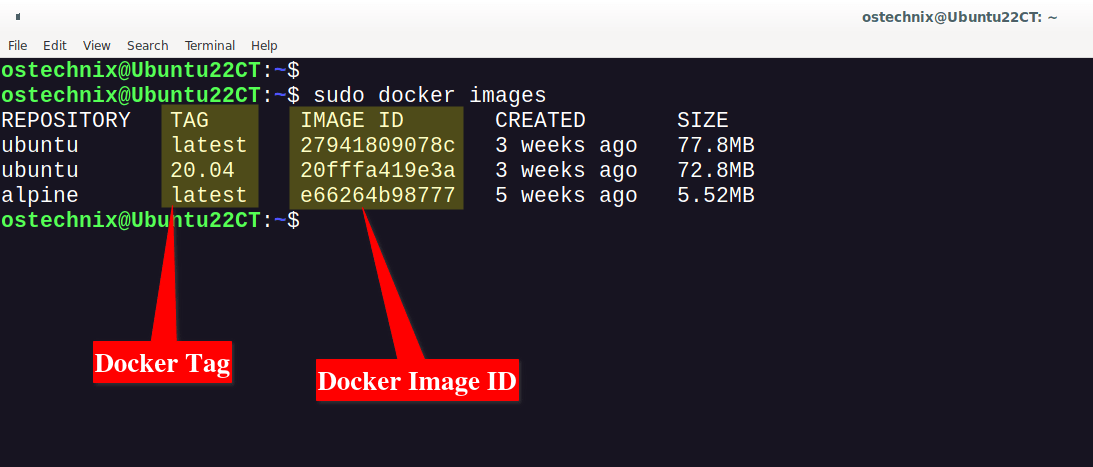 ostechnix@Ubuntu22CT: ~
File Edit View Search Terminal Help
ostechnix@Ubuntu22CT:~$
ostechnix@Ubuntu22CT:~$ sudo docker images
REPOSITORY TAG IMAGE ID CREATED SIZE
ubuntu latest 27941809078c 3 weeks ago 77.8MB
ubuntu 20.04 20fffa419e3a 3 weeks ago 72.8MB
alpine latest e66264b98777 5 weeks ago 5.52MB
ostechnix@Ubuntu22CT:~$
Docker Tag
Docker Image ID